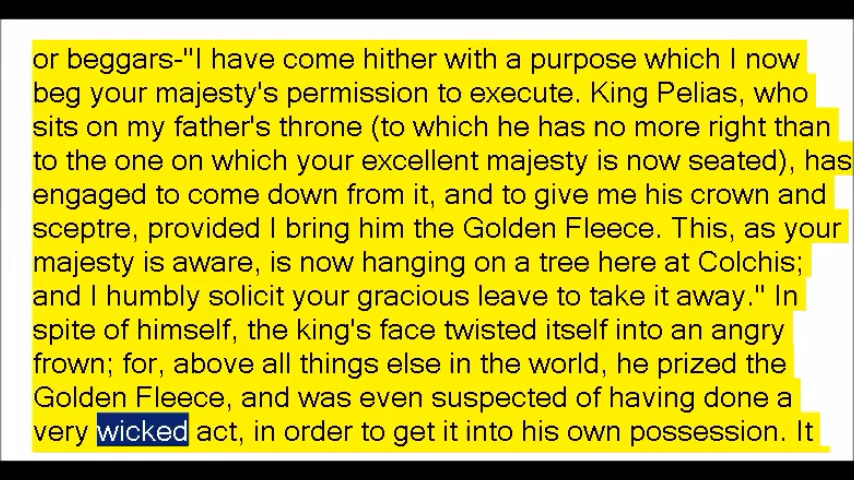 or beggars-"I have come hither with a purpose which I now
beg your majesty's permission to execute. King Pelias, who
sits on my father's throne (to which he has no more right than
to the one on which your excellent majesty is now seated), has
engaged to come down from it, and to give me his crown and
sceptre, provided I bring him the Golden Fleece. This, as your
majesty is aware, is now hanging on a tree here at Colchis;
and I humbly solicit your gracious leave to take it away." In
spite of himself, the king's face twisted itself into an angry
frown; for, above all things else in the world, he prized the
Golden Fleece, and was even suspected of having done a
very wicked act, in order to get it into his own possession. It